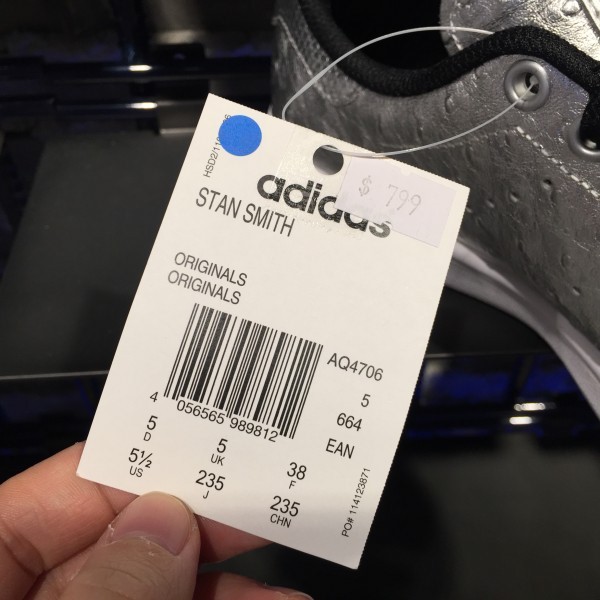 adidas
$ 799
STAN SMITH
ORIGINALS
ORIGINALS
AQ4706
5
664
EAN
4 056565 989812
5
D
5
UK
38
F
5½
US
235
J
235
CHN
PO# 114123871